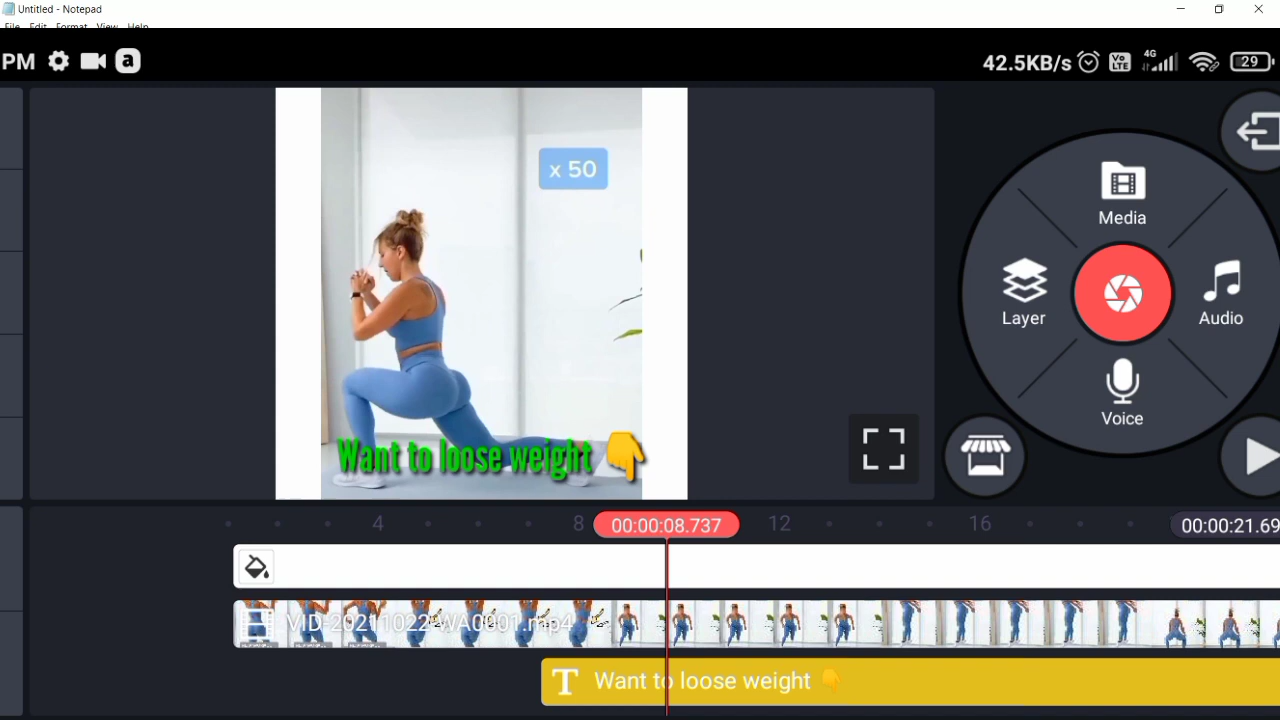 Untitled - Notepad
File Edit Format View Help
PM a 42.5KB/s Vo LTE 4G 29
x 50
Media
Layer
Audio
Voice
Want to loose weight 👇
4 8 00:00:08.737 12 16 00:00:21.69
VID-20211022-WA0001.mp4
T Want to loose weight 👇